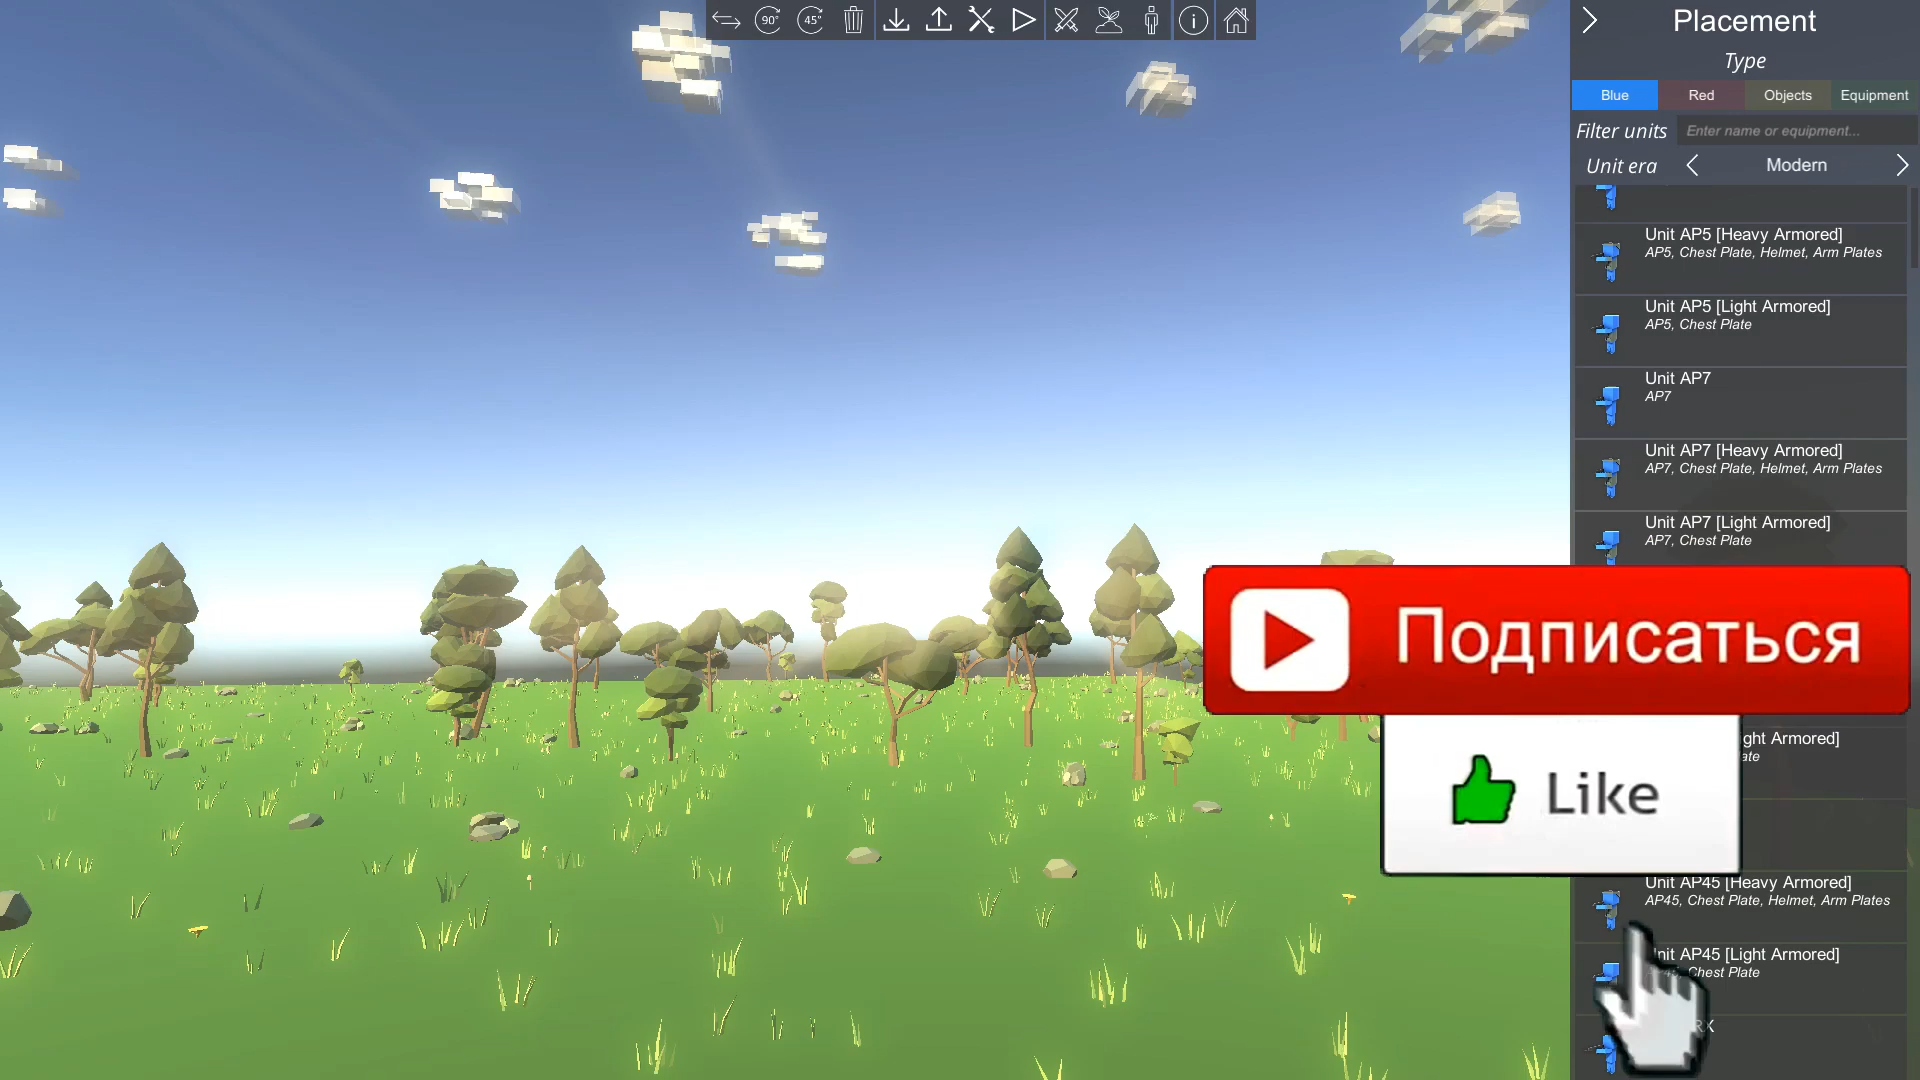 90°
45°
Placement
Type
Blue
Red
Objects
Equipment
Filter units
Enter name or equipment...
Unit era
Modern
Unit AP5 [Heavy Armored]
AP5, Chest Plate, Helmet, Arm Plates
Unit AP5 [Light Armored]
AP5, Chest Plate
Unit AP7
AP7
Unit AP7 [Heavy Armored]
AP7, Chest Plate, Helmet, Arm Plates
Unit AP7 [Light Armored]
AP7, Chest Plate
Подписаться
Armored]
Like
Unit AP45 [Heavy Armored]
AP45, Chest Plate, Helmet, Arm Plates
AP45 [Light Armored]
Chest Plate